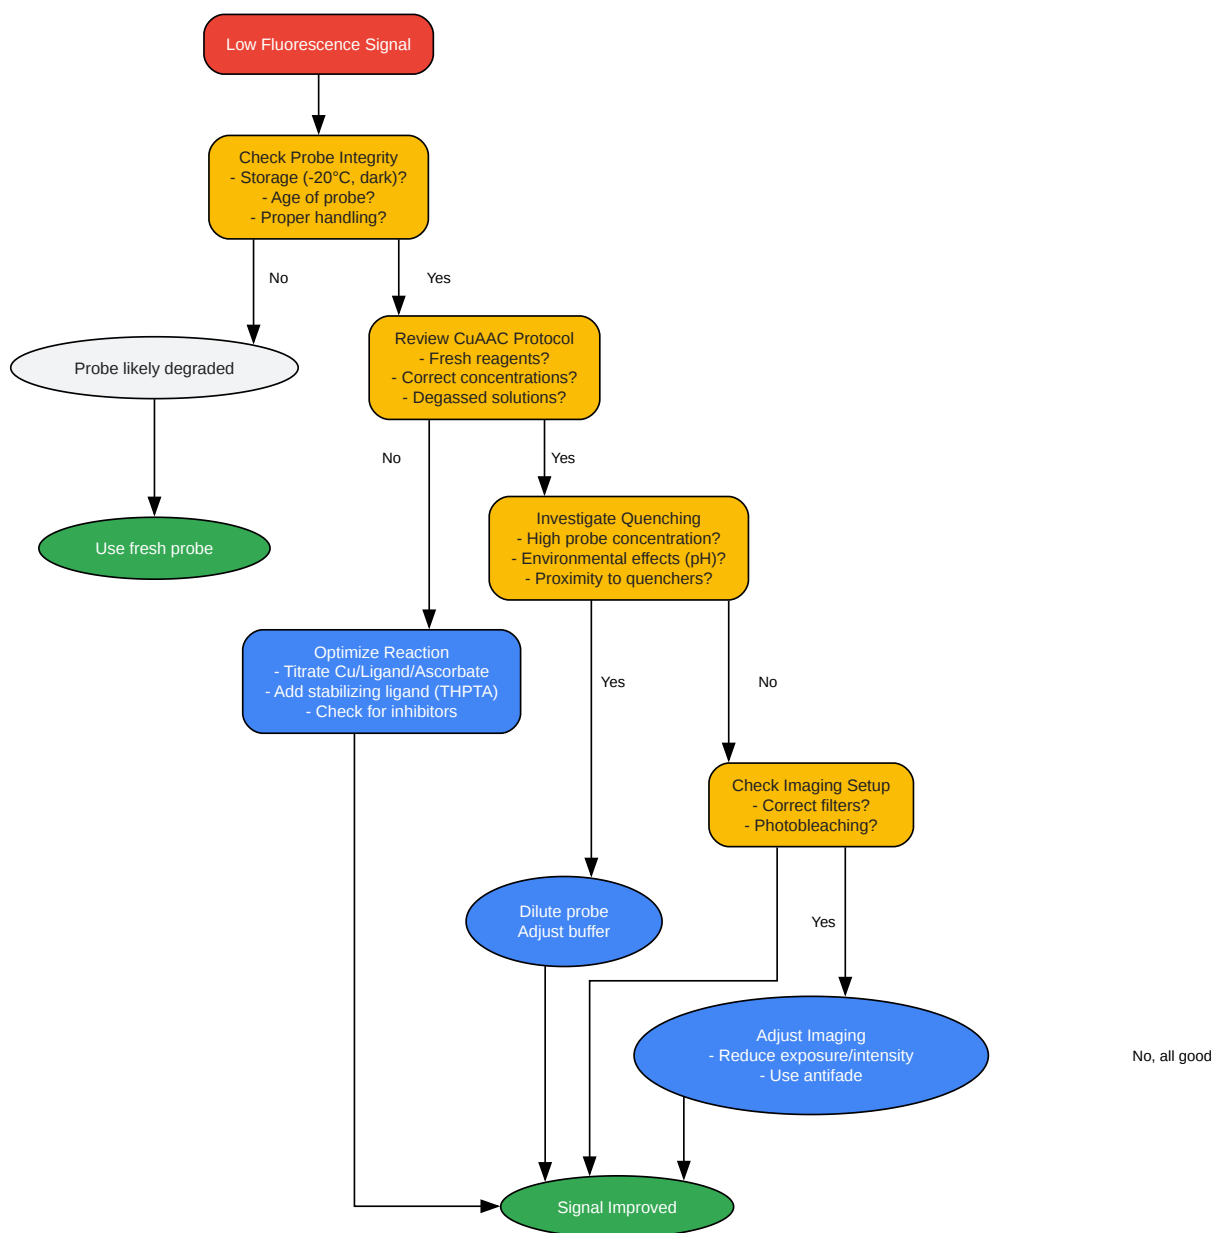 Low Fluorescence Signal
Check Probe Integrity
- Storage (-20°C, dark)?
- Age of probe?
- Proper handling?
No
Yes
Probe likely degraded
Review CuAAC Protocol
- Fresh reagents?
- Correct concentrations?
- Degassed solutions?
No
Yes
Use fresh probe
Investigate Quenching
- High probe concentration?
- Environmental effects (pH)?
- Proximity to quenchers?
Optimize Reaction
- Titrate Cu/Ligand/Ascorbate
- Add stabilizing ligand (THPTA)
- Check for inhibitors
Yes
No
Check Imaging Setup
- Correct filters?
- Photobleaching?
Dilute probe
Adjust buffer
Yes
Adjust Imaging
- Reduce exposure/intensity
- Use antifade
No, all good
Signal Improved